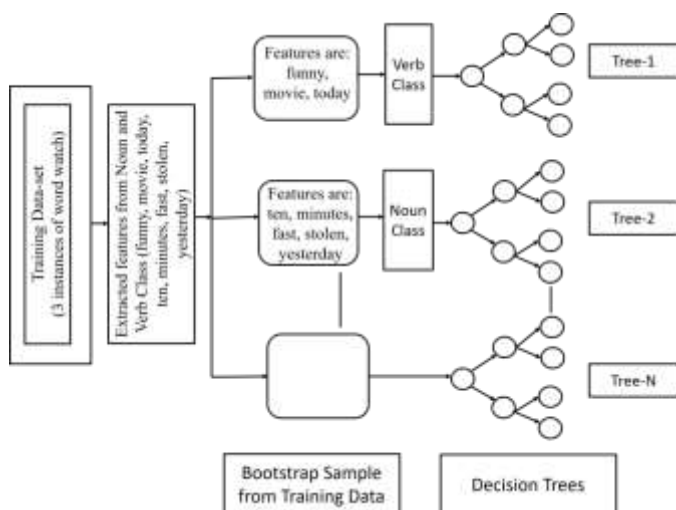 Training Data-set
(3 instances of word watch)
Extracted features from Noun and
Verb Class (funny, movie, today,
ten, minutes, fast, stolen,
yesterday)
Features are:
funny,
movie, today
Verb
Class
Tree-1
Features are:
ten, minutes,
fast, stolen,
yesterday
Noun
Class
Tree-2
Tree-N
Bootstrap Sample
from Training Data
Decision Trees